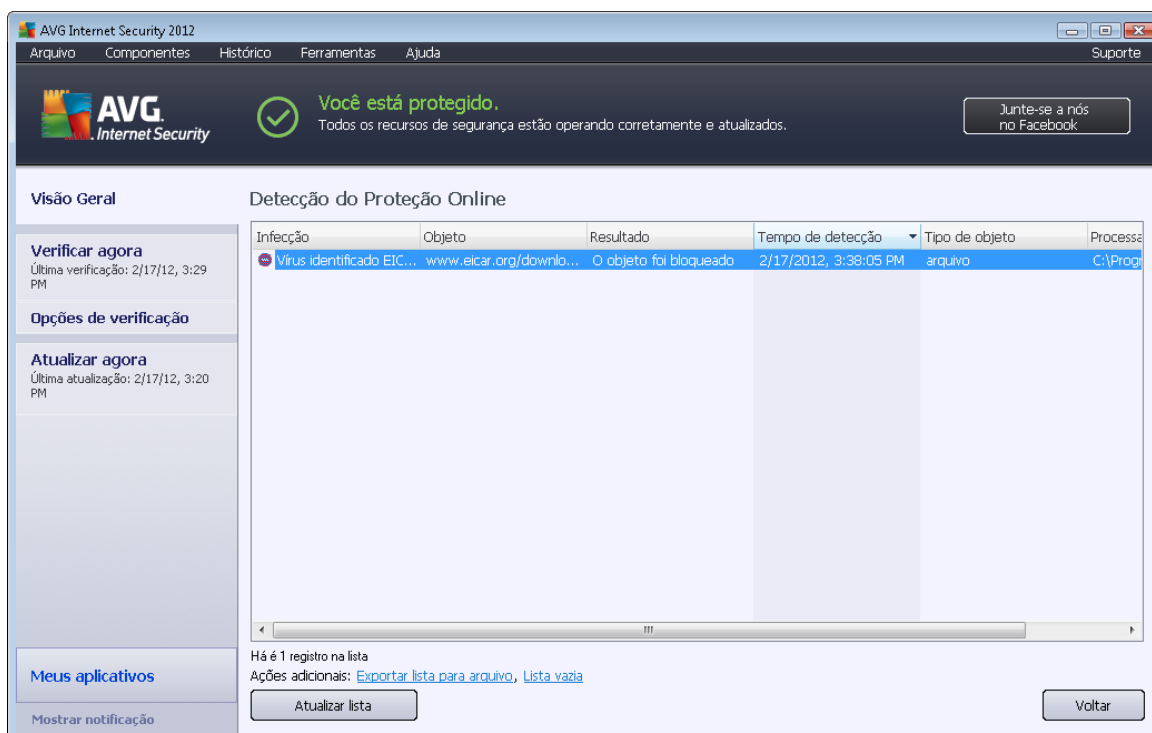 AVG Internet Security 2012
Arquivo Componentes Histórico Ferramentas Ajuda Suporte
AVG.
Internet Security
Você está protegido.
Todos os recursos de segurança estão operando corretamente e atualizados.
Junte-se a nós
no Facebook
Visão Geral
Verificar agora
Última verificação: 2/17/12, 3:29
PM
Opções de verificação
Atualizar agora
Última atualização: 2/17/12, 3:20
PM
Meus aplicativos
Mostrar notificação
Detecção do Proteção Online
Infecção Objeto Resultado Tempo de detecção Tipo de objeto Processa
Vírus identificado EIC... www.eicar.org/downlo... O objeto foi bloqueado 2/17/2012, 3:38:05 PM arquivo C:\Progr
Há é 1 registro na lista
Ações adicionais: Exportar lista para arquivo, Lista vazia
Atualizar lista
Voltar